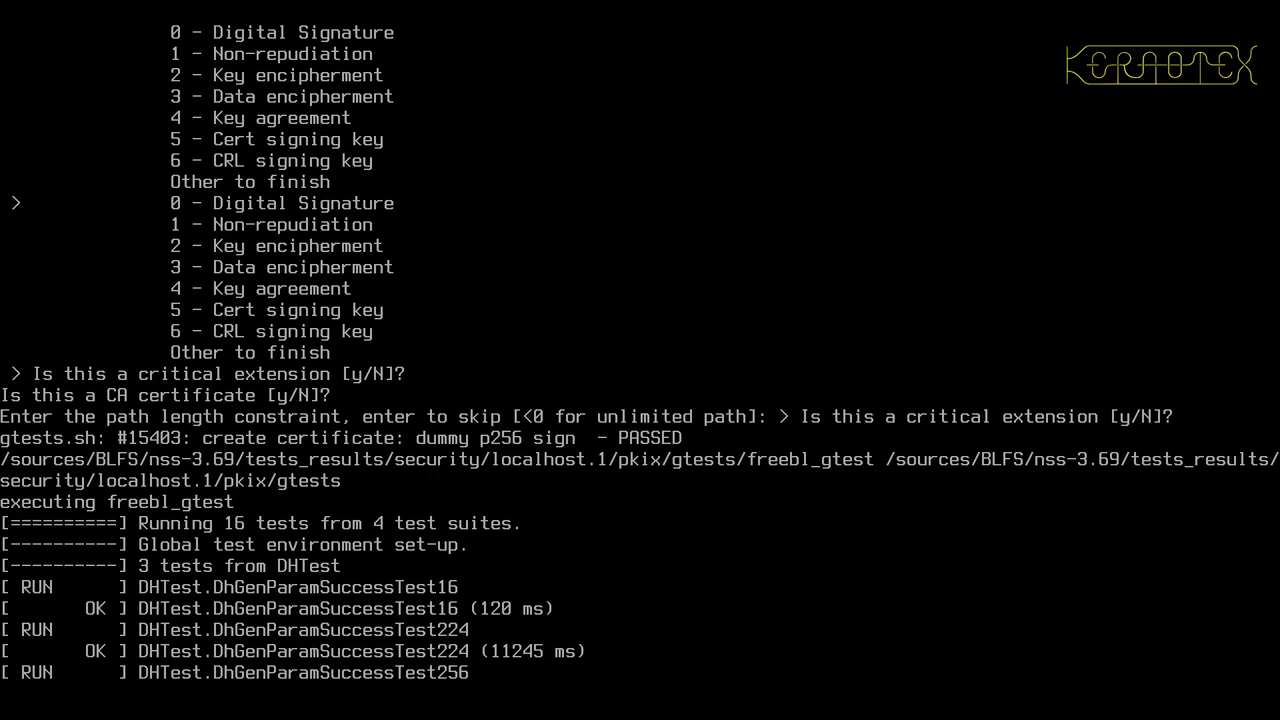 0 - Digital Signature
1 - Non-repudiation
2 - Key encipherment
3 - Data encipherment
4 - Key agreement
5 - Cert signing key
6 - CRL signing key
Other to finish
> 0 - Digital Signature
1 - Non-repudiation
2 - Key encipherment
3 - Data encipherment
4 - Key agreement
5 - Cert signing key
6 - CRL signing key
Other to finish
> Is this a critical extension [y/N]?
Is this a CA certificate [y/N]?
Enter the path length constraint, enter to skip [<0 for unlimited path]: > Is this a critical extension [y/N]?
gtests.sh: #15403: create certificate: dummy p256 sign  - PASSED
/sources/BLFS/nss-3.69/tests_results/security/localhost.1/pkix/gtests/freebl_gtest /sources/BLFS/nss-3.69/tests_results/
security/localhost.1/pkix/gtests
executing freebl_gtest
[==========] Running 16 tests from 4 test suites.
[----------] Global test environment set-up.
[----------] 3 tests from DHTest
[ RUN      ] DHTest.DhGenParamSuccessTest16
[       OK ] DHTest.DhGenParamSuccessTest16 (120 ms)
[ RUN      ] DHTest.DhGenParamSuccessTest224
[       OK ] DHTest.DhGenParamSuccessTest224 (11245 ms)
[ RUN      ] DHTest.DhGenParamSuccessTest256